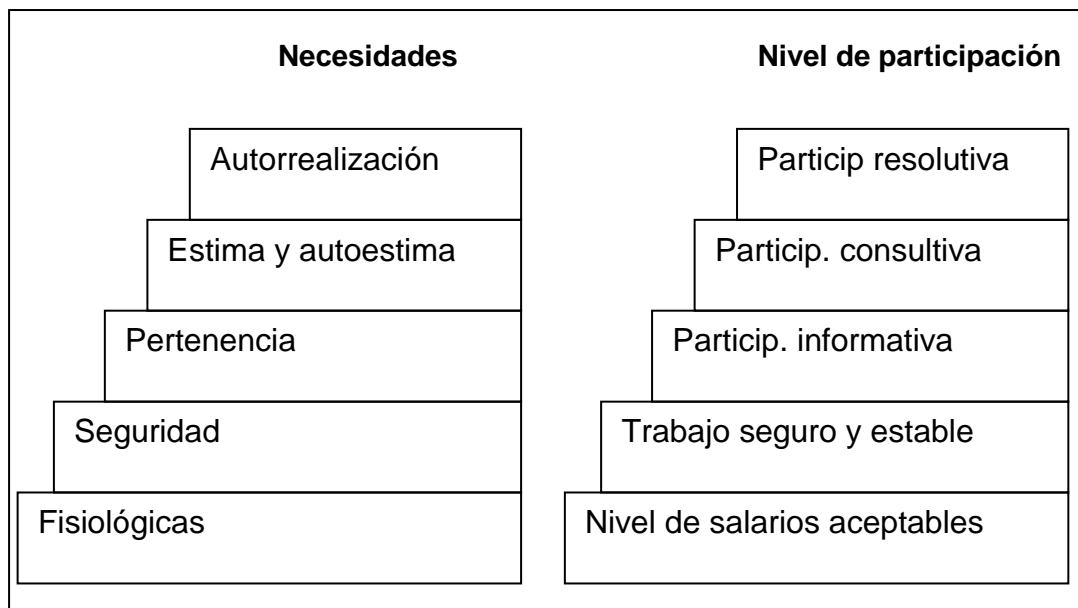 Necesidades
Nivel de participación
Autorrealización
Particip resolutiva
Estima y autoestima
Particip. consultiva
Pertenencia
Particip. informativa
Seguridad
Trabajo seguro y estable
Fisiológicas
Nivel de salarios aceptables